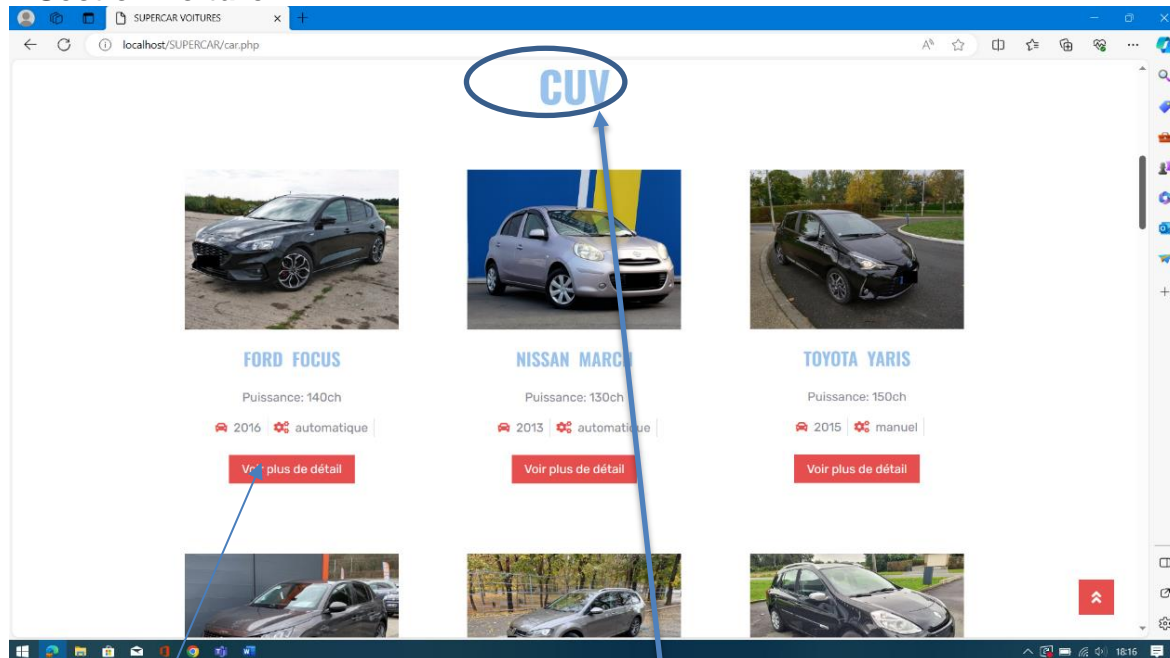 SUPERCAR VOITURES
localhost/SUPERCAR/car.php
CUV
FORD FOCUS
NISSAN MARCH
TOYOTA YARIS
Puissance: 140ch
Puissance: 130ch
Puissance: 150ch
2016 automatique
2013 automatique
2015 manuel
Voir plus de détail
Voir plus de détail
Voir plus de détail
18:16